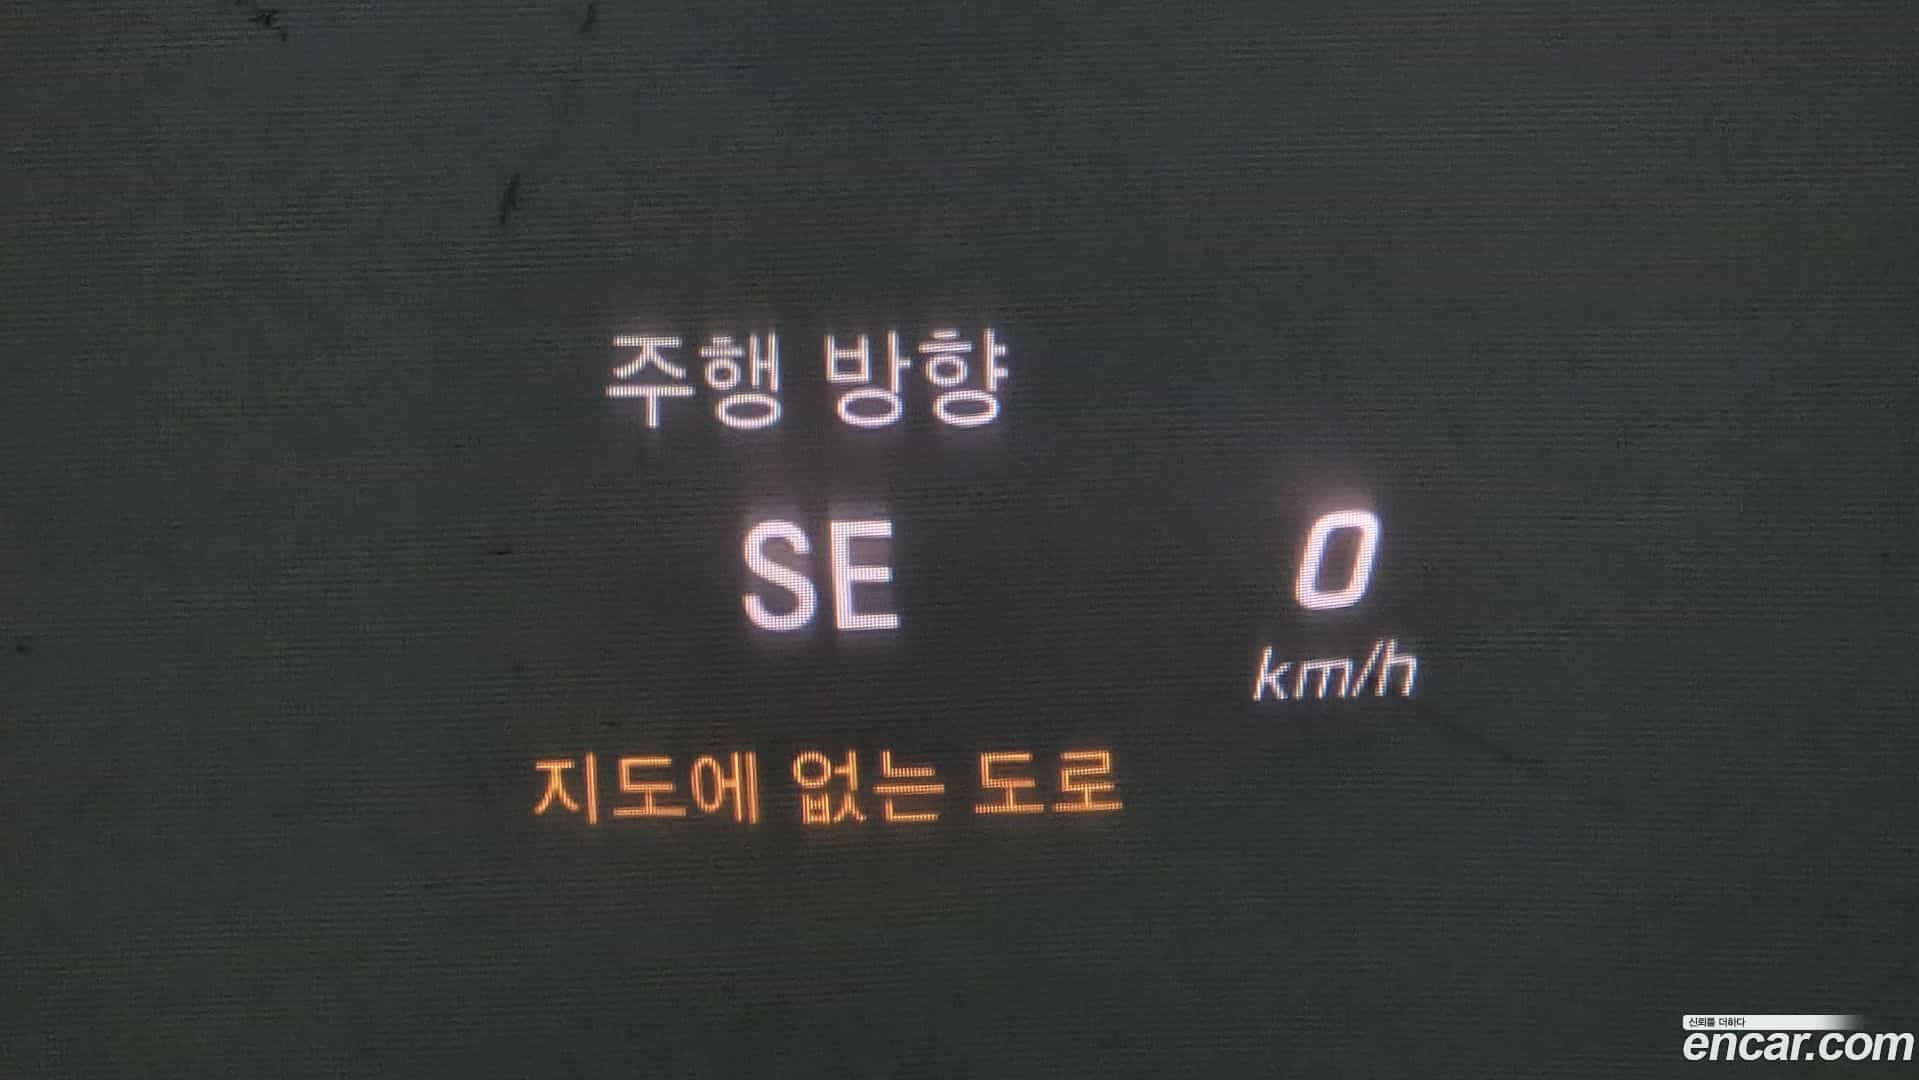 주행 방향
SE
0
km/h
지도에 없는 도로
신뢰를 더하다
encar.com